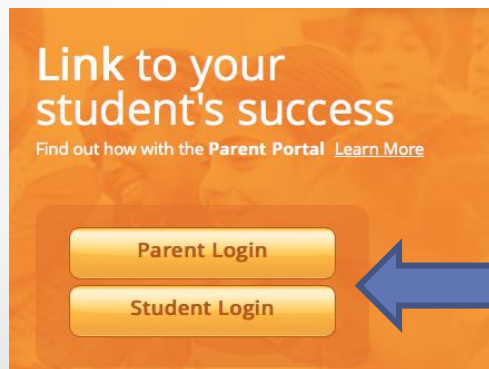 Link to your
student's success
Find out how with the Parent Portal Learn More
Parent Login
Student Login